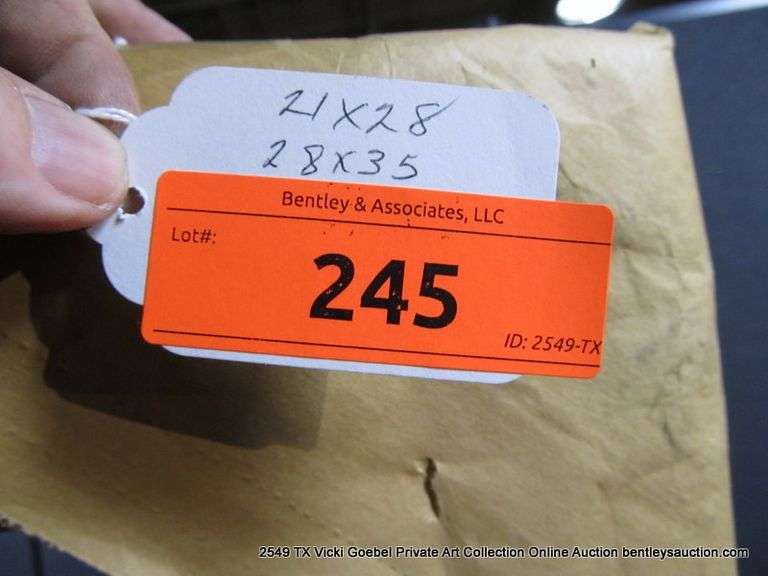 21x28
28x35
Bentley & Associates, LLC
Lot#:
245
ID: 2549-TX
2549 TX Vicki Goebel Private Art Collection Online Auction bentleysauction.com